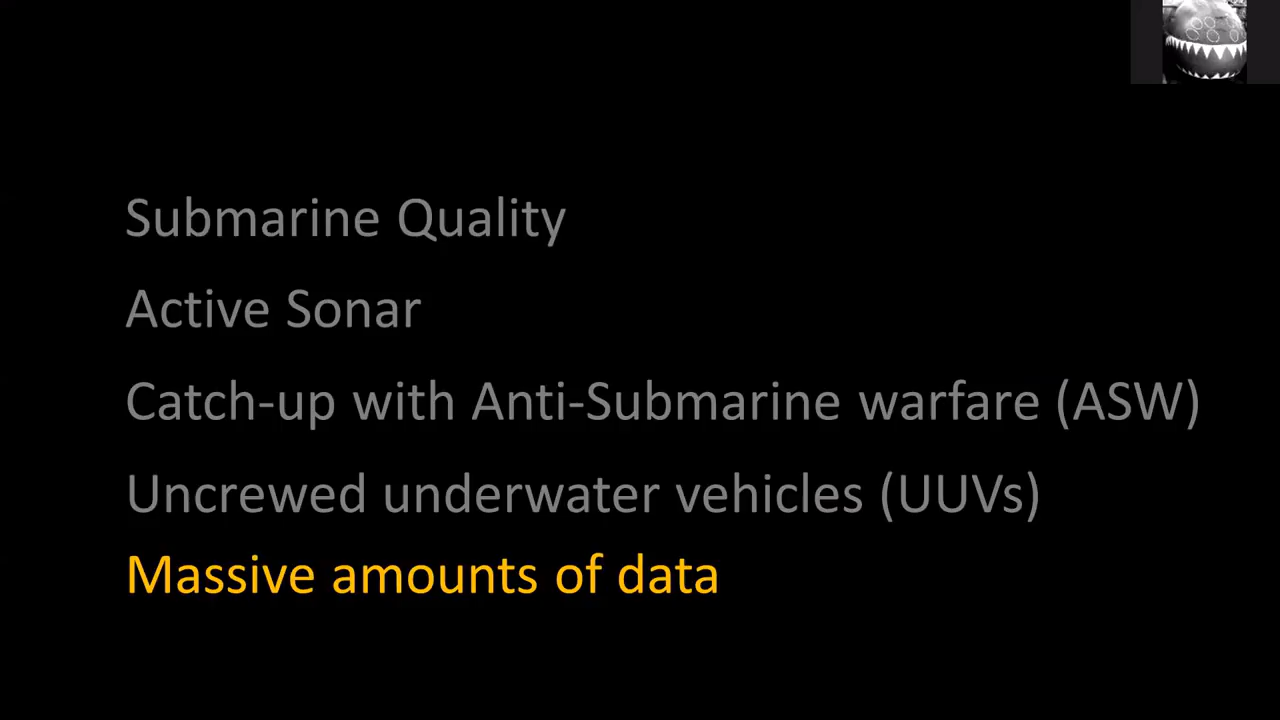 Submarine Quality
Active Sonar
Catch-up with Anti-Submarine warfare (ASW)
Uncrewed underwater vehicles (UUVs)
Massive amounts of data